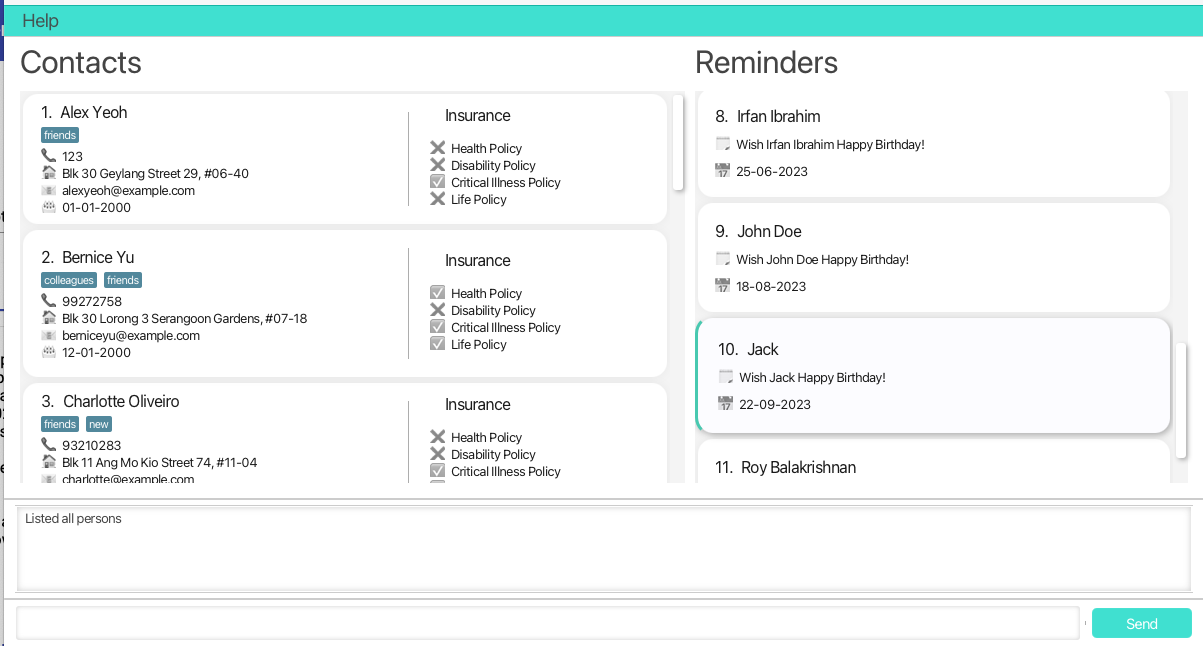 Help
Contacts
1. Alex Yeoh
friends
123
Blk 30 Geylang Street 29, #06-40
alexyeoh@example.com
01-01-2000
Insurance
Health Policy
Disability Policy
Critical Illness Policy
Life Policy
2. Bernice Yu
colleagues friends
99272758
Blk 30 Lorong 3 Serangoon Gardens, #07-18
berniceyu@example.com
12-01-2000
Insurance
Health Policy
Disability Policy
Critical Illness Policy
Life Policy
3. Charlotte Oliveiro
friends new
93210283
Blk 11 Ang Mo Kio Street 74, #11-04
charlotte@example.com
Insurance
Health Policy
Disability Policy
Critical Illness Policy
Reminders
8. Irfan Ibrahim
Wish Irfan Ibrahim Happy Birthday!
25-06-2023
9. John Doe
Wish John Doe Happy Birthday!
18-08-2023
10. Jack
Wish Jack Happy Birthday!
22-09-2023
11. Roy Balakrishnan
Listed all persons
Send